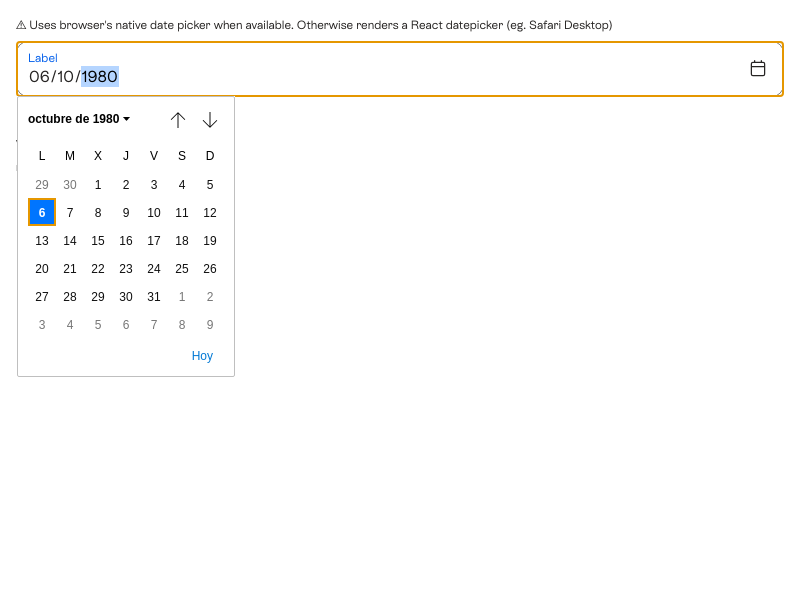 ⚠ Uses browser's native date picker when available. Otherwise renders a React datepicker (eg. Safari Desktop)
Label
06/10/1980
octubre de 1980
L M X J V S D
29 30 1 2 3 4 5
6 7 8 9 10 11 12
13 14 15 16 17 18 19
20 21 22 23 24 25 26
27 28 29 30 31 1 2
3 4 5 6 7 8 9
Hoy